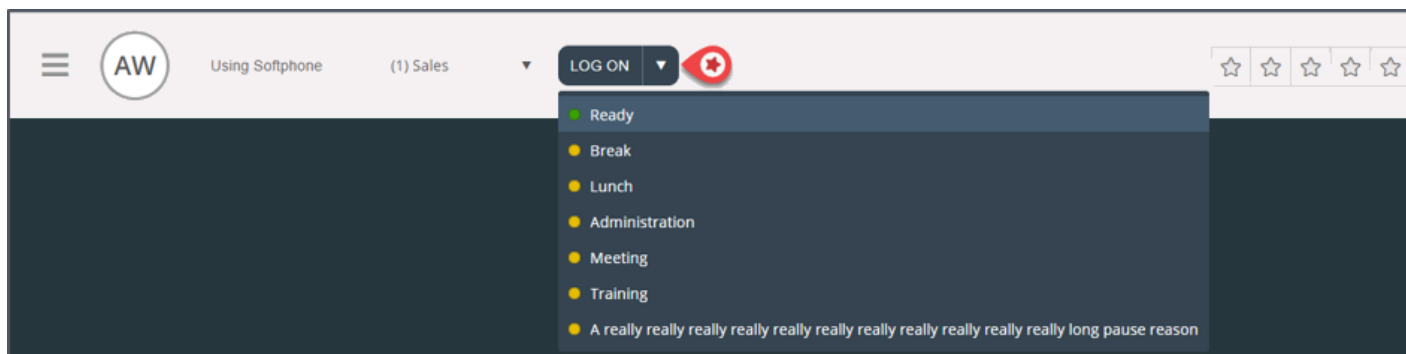 AW
Using Softphone
(1) Sales
LOG ON
Ready
Break
Lunch
Administration
Meeting
Training
A really really really really really really really really really really really long pause reason